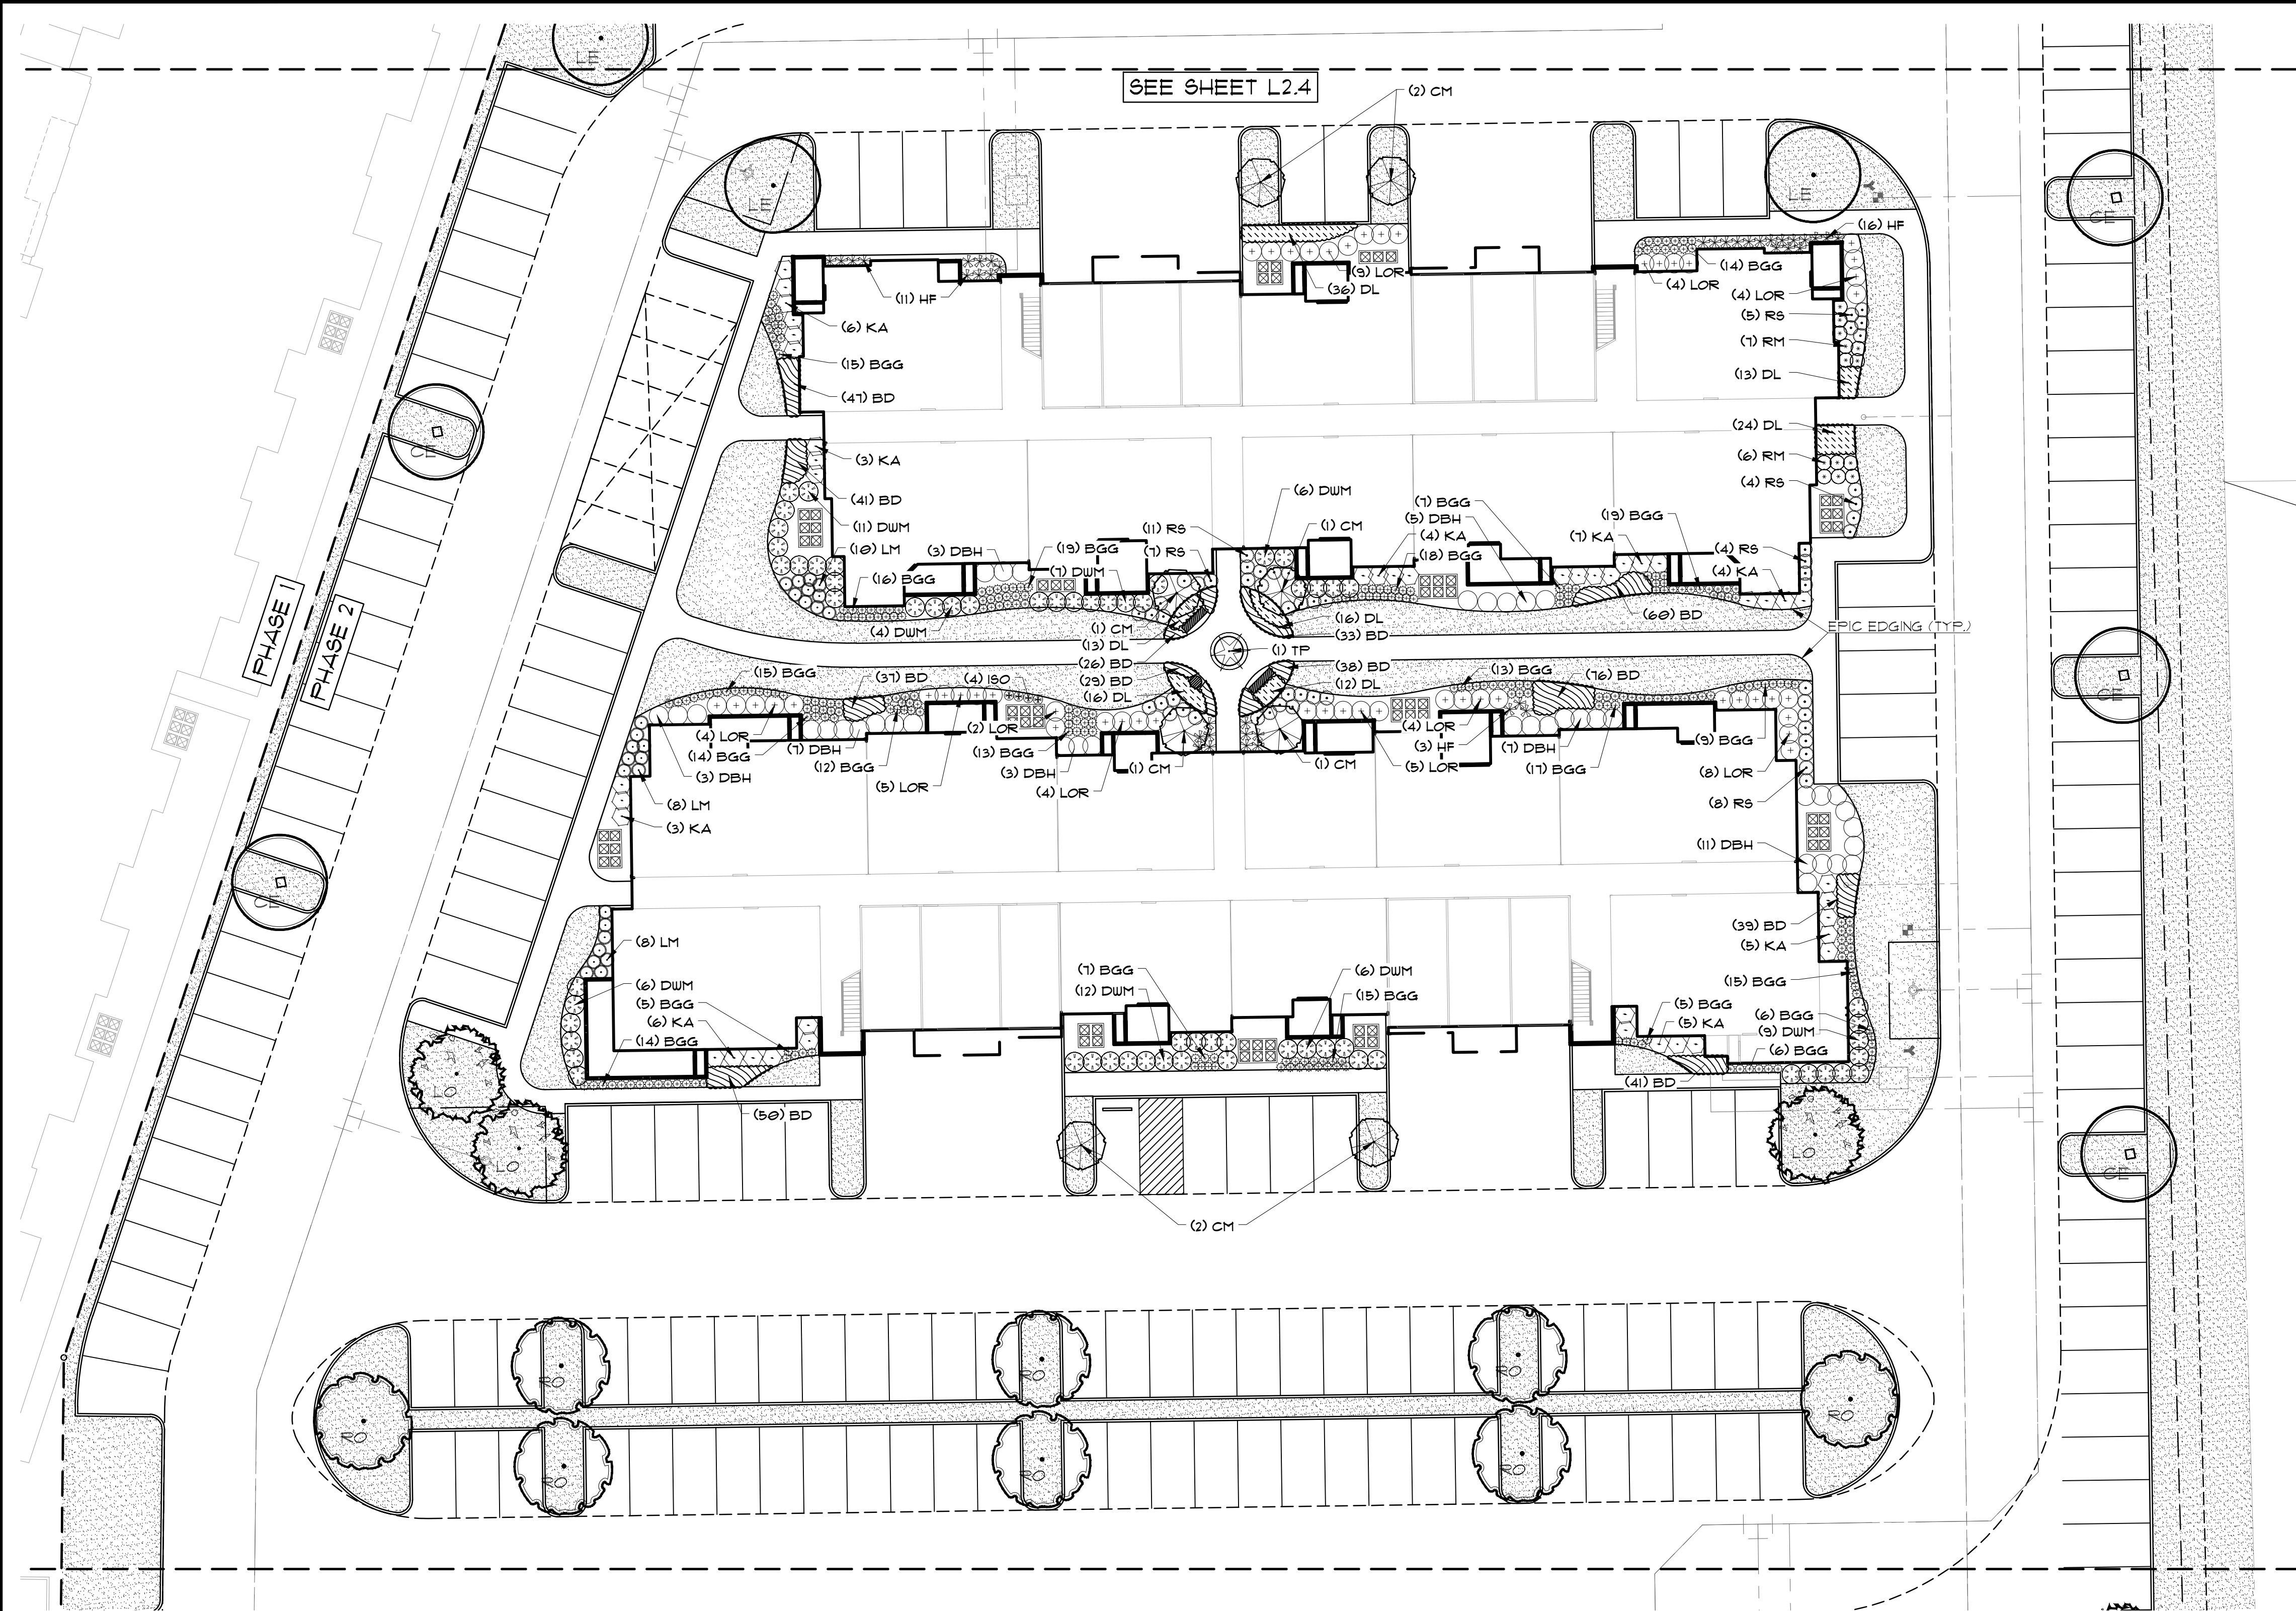 LE
SEE SHEET L2.4
(2) CM
LE
LE
CE
(16) HF
(9) LOR
(14) BGG
(36) DL
(4) LOR
(11) HF
(4) LOR
(5) RS
(6) KA
(7) RM
(15) BGG
(13) DL
(47) BD
(24) DL
CE
(3) KA
(6) RM
(41) BD
(4) RS
(6) DWM
(7) BGG
(11) DWM
(11) RS
(1) CM
(5) DBH
(19) BGG
(4) KA
(7) KA
(10) LM
(3) DBH
(19) BGG
(7) RS
(18) BGG
(4) RS
(7) DWM
(4) KA
(16) BGG
PHASE 1
PHASE 2
(4) DWM
(1) CM
(16) DL
(60) BD
EPIC EDGING (TYP.)
(13) DL
(33) BD
(1) TP
(26) BD
(38) BD
(15) BGG
(37) BD
(4) ISO
(29) BD
(12) DL
(13) BGG
(76) BD
(16) DL
CE
(4) LOR
(2) LOR
(4) LOR
(14) BGG
(7) DBH
(13) BGG
(3) HF
(7) DBH
(9) BGG
(3) DBH
(12) BGG
(5) LOR
(3) DBH
(4) LOR
(1) CM
(1) CM
(5) LOR
(17) BGG
(8) LOR
(8) LM
(8) RS
(3) KA
(11) DBH
CE
(39) BD
(8) LM
(5) KA
(7) BGG
(6) DWM
(6) DWM
(12) DWM
(15) BGG
(15) BGG
(5) BGG
(5) BGG
(6) BGG
(6) KA
(5) KA
(9) DWM
(14) BGG
(6) BGG
(41) BD
LO
(50) BD
LO
LO
CE
(2) CM
RO
RO
RO
RO
RO
RO
RO
RO